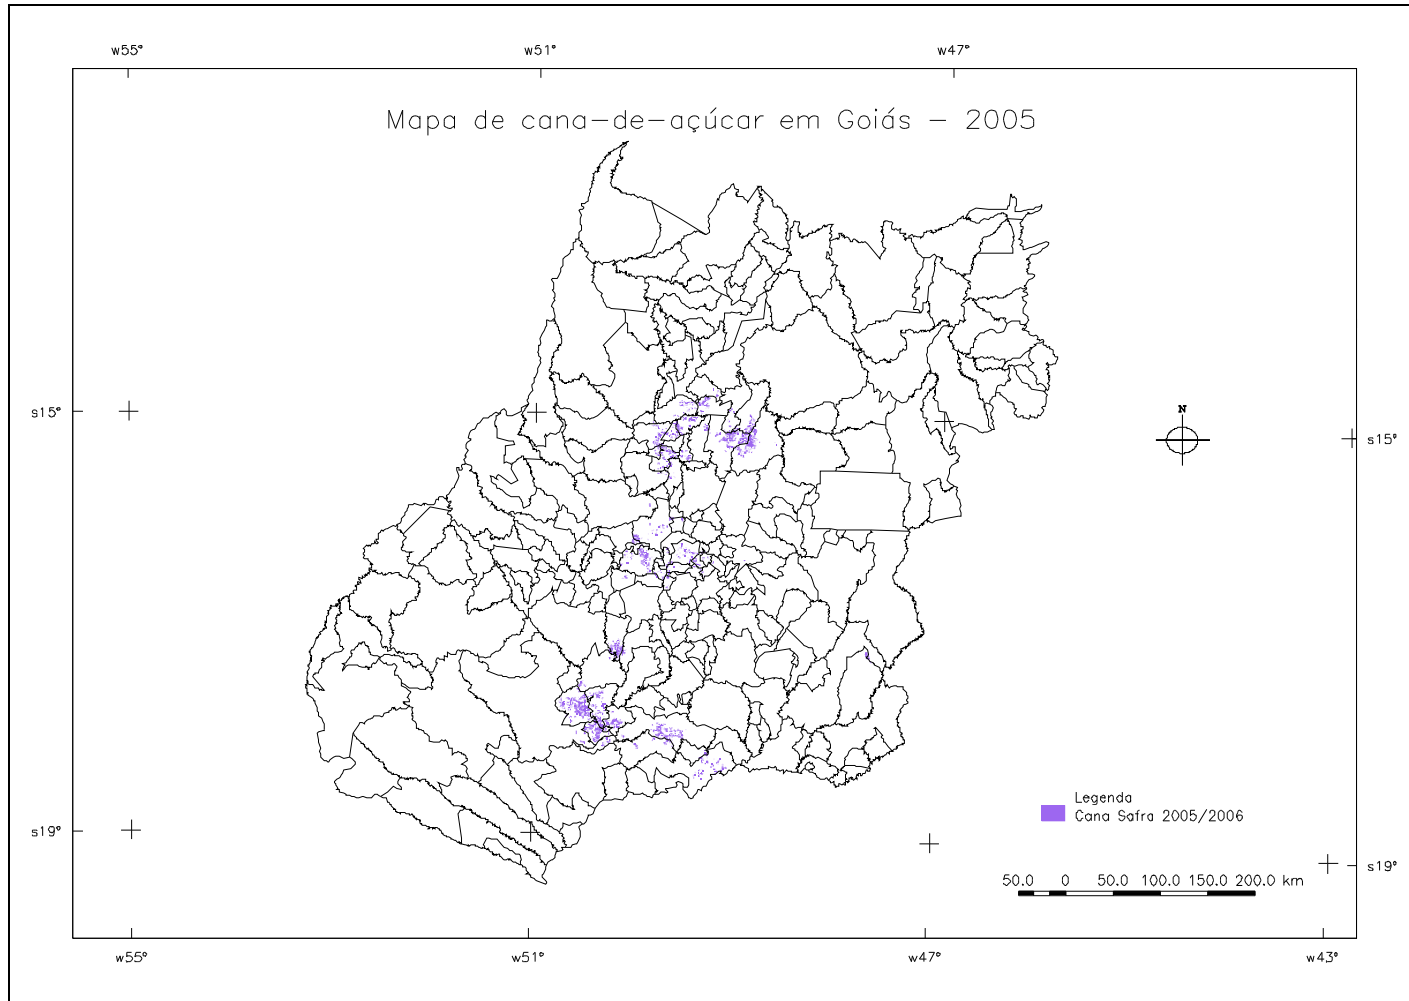 w55° w51° w47°
Mapa de cana-de-açúcar em Goiás - 2005
s15°
N
s15°
Legenda
Cana Safra 2005/2006
s19°
s19°
50.0 0 50.0 100.0 150.0 200.0 km
w55° w51° w47° w43°